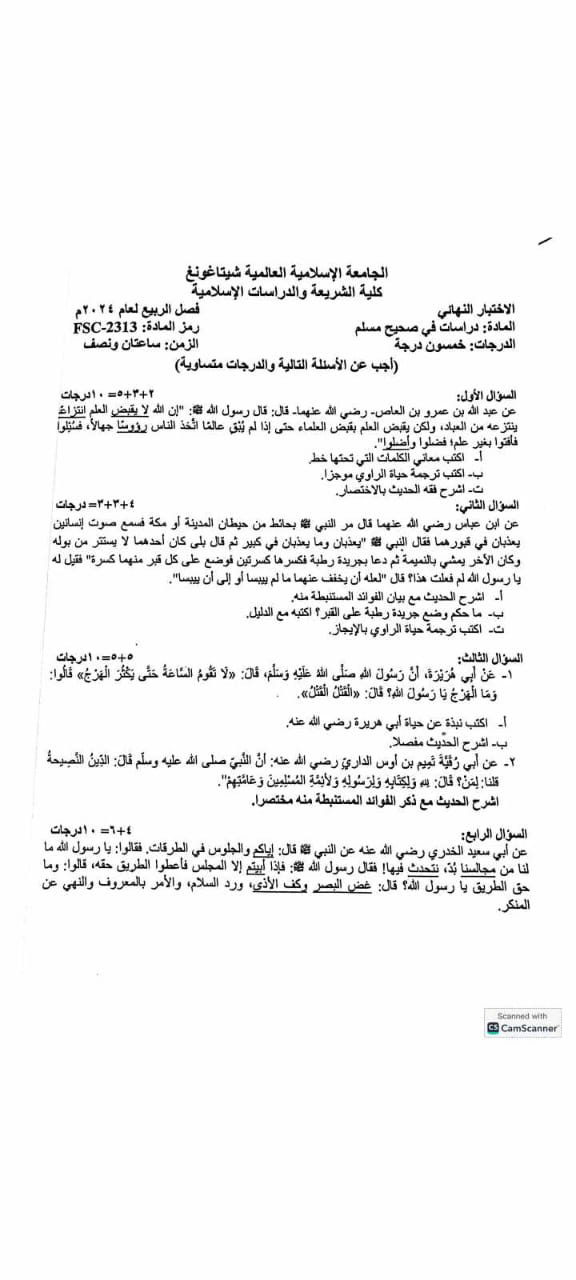 الجامعة الإسلامية العالمية شيتاغونغ
كلية الشريعة والدراسات الإسلامية
الاختبار النهائي فصل الربيع لعام ٢٠٢٤م
المادة: دراسات في صحيح مسلم رمز المادة: FSC-2313
الدرجات: خمسون درجة الزمن: ساعتان ونصف
(أجب عن الأسئلة التالية والدرجات متساوية)
السؤال الأول: ٢+٣+٥=١٠درجات
عن عبد الله بن عمرو بن العاص- رضي الله عنهما- قال: قال رسول الله ﷺ: "إن الله لا يقبض العلم انتزاعً
ينتزعه من العباد، ولكن يقبض العلم بقبض العلماء حتى إذا لم يُبْقِ عالمًا اتخذ الناس رؤوسًا جهالاً، فسُئِلوا
فأفتوا بغير علم؛ فضلوا وأضلوا".
أ- اكتب معاني الكلمات التي تحتها خط.
ب- اكتب ترجمة حياة الراوي موجزا.
ت- اشرح فقه الحديث بالاختصار.
السؤال الثاني: ٤+٣+٣=درجات
عن ابن عباس رضي الله عنهما قال مر النبي ﷺ بحائط من حيطان المدينة أو مكة فسمع صوت إنسانين
يعذبان في قبورهما فقال النبي ﷺ "يعذبان وما يعذبان في كبير ثم قال بلى كان أحدهما لا يستتر من بوله
وكان الآخر يمشي بالنميمة ثم دعا بجريدة رطبة فكسرها كسرتين فوضع على كل قبر منهما كسرة" فقيل له
يا رسول الله لم فعلت هذا؟ قال "لعله أن يخفف عنهما ما لم ييبسا أو إلى أن ييبسا".
أ- اشرح الحديث مع بيان الفوائد المستنبطة منه.
ب- ما حكم وضع جريدة رطبة على القبر؟ اكتبه مع الدليل.
ت- اكتب ترجمة حياة الراوي بالإيجاز.
السؤال الثالث: ٥+٥=١٠درجات
١- عَنْ أَبِي هُرَيْرَةَ، أَنَّ رَسُولَ اللهِ صَلَّى اللهُ عَلَيْهِ وَسَلَّمَ، قَالَ: «لَا تَقُومُ السَّاعَةُ حَتَّى يَكْثُرَ الْهَرْجُ» قَالُوا:
وَمَا الْهَرْجُ يَا رَسُولَ اللهِ؟ قَالَ: «الْقَتْلُ الْقَتْلُ».
أ- اكتب نبذة عن حياة أبي هريرة رضي الله عنه.
ب- اشرح الحديث مفصلا.
٢- عن أبي رُقَيَّةَ تميم بن أوس الداريّ رضي الله عنه: أنَّ النَّبيّ صلى الله عليه وسلّم قَالَ: الدِّينُ النَّصِيحةُ
قلنا: لِمَنْ؟ قَالَ: لِلهِ وَلِكِتَابِهِ وَلِرَسُولِهِ وَلأئِمَّةِ المُسْلِمِينَ وَعَامَّتِهِمْ".
اشرح الحديث مع ذكر الفوائد المستنبطة منه مختصرا.
السؤال الرابع: ٤+٦=١٠درجات
عن أبي سعيد الخدري رضي الله عنه عن النبي ﷺ قال: إياكم والجلوس في الطرقات. فقالوا: يا رسول الله ما
لنا من مجالسنا بُدّ، نتحدث فيها! فقال رسول الله ﷺ: فإذا أبيتم إلا المجلس فأعطوا الطريق حقه، قالوا: وما
حق الطريق يا رسول الله؟ قال: غض البصر وكف الأذى، ورد السلام، والأمر بالمعروف والنهي عن
المنكر.
Scanned with
CS CamScanner